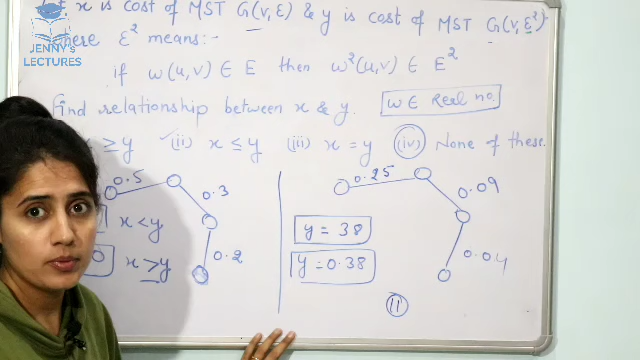 x is cost of MST G(V,E) & y is cost of MST G(V,E²)
JENNY'S
LECTURES
these E² means:-
if w(u,v) ∈ E then w²(u,v) ∈ E²
Find relationship between x & y. w ∈ Real no.
≥ y (ii) x ≤ y (iii) x = y (iv) None of these.
0.5
0.3
0.2
x < y
x ≥ y
0.25
0.09
0.04
y = 38
y = 0.38
11